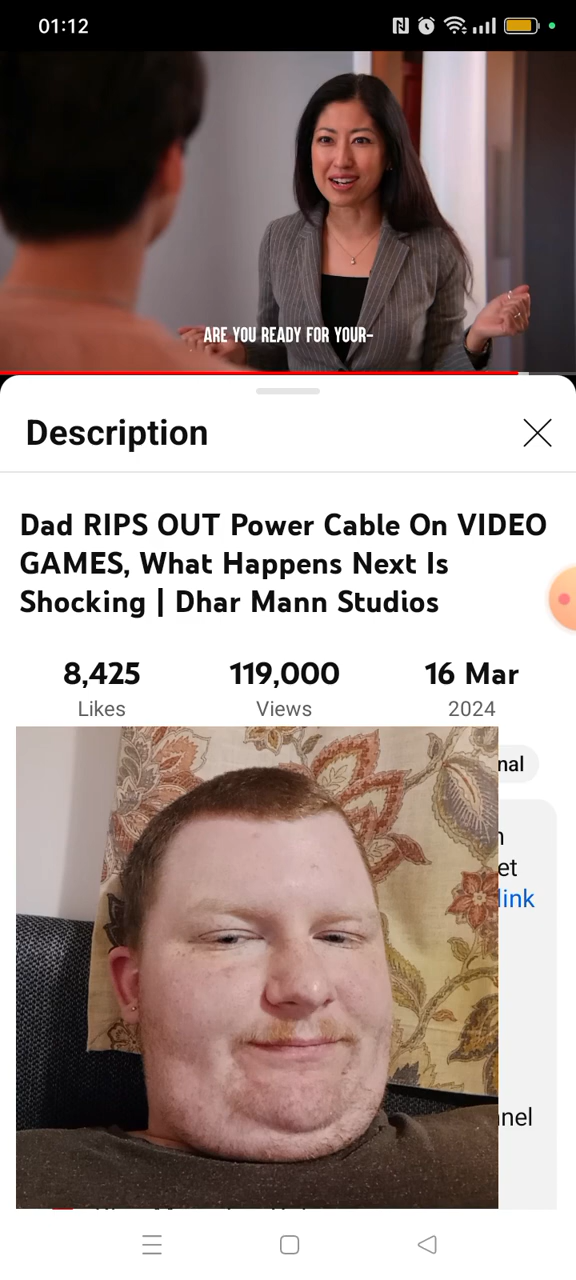 01:12
ARE YOU READY FOR YOUR-
Description
Dad RIPS OUT Power Cable On VIDEO
GAMES, What Happens Next Is
Shocking | Dhar Mann Studios
8,425 119,000 16 Mar
Likes Views 2024
nal
et
link
nel